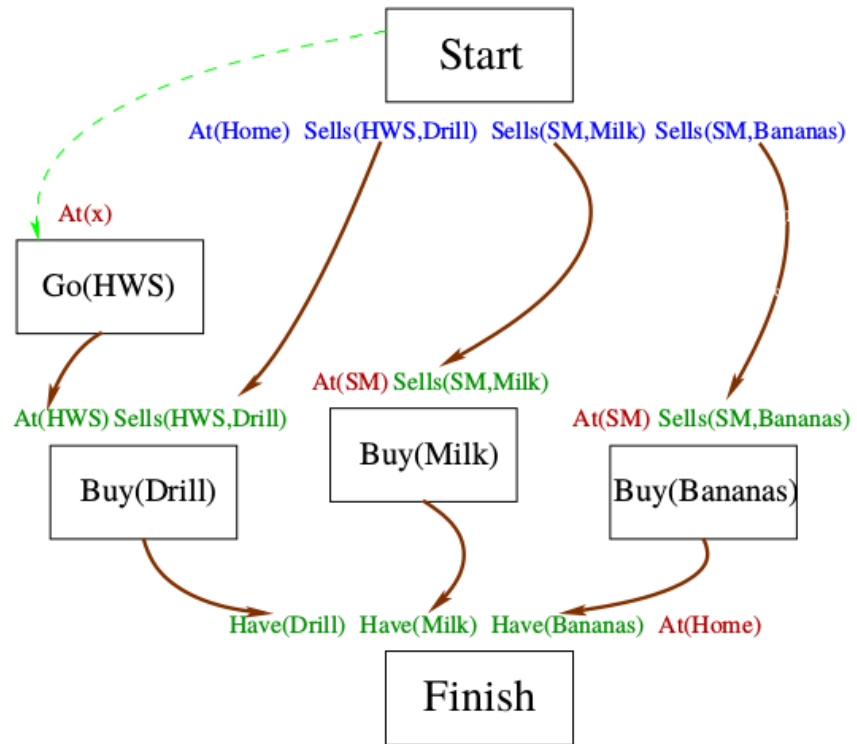 Start
At(Home) Sells(HWS,Drill) Sells(SM,Milk) Sells(SM,Bananas)
At(x)
Go(HWS)
At(SM) Sells(SM,Milk)
At(HWS) Sells(HWS,Drill)
At(SM) Sells(SM,Bananas)
Buy(Milk)
Buy(Drill)
Buy(Bananas)
Have(Drill) Have(Milk) Have(Bananas) At(Home)
Finish